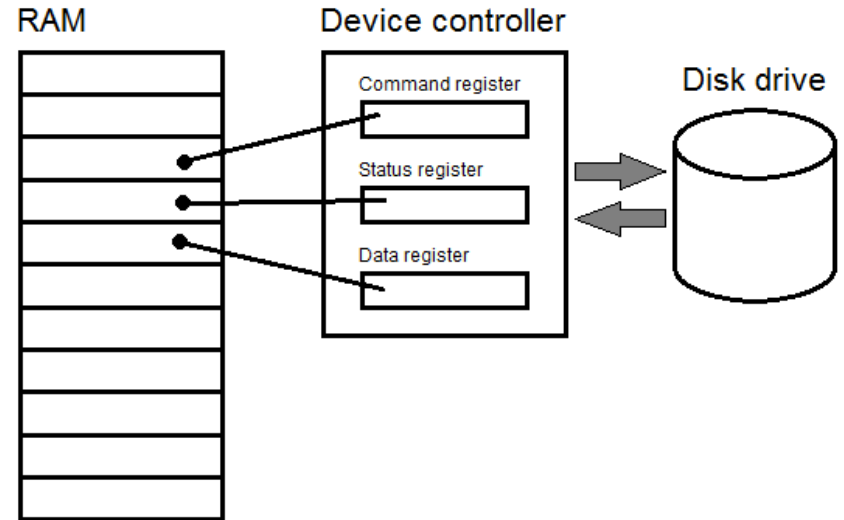 RAM
Device controller
Command register
Disk drive
Status register
Data register